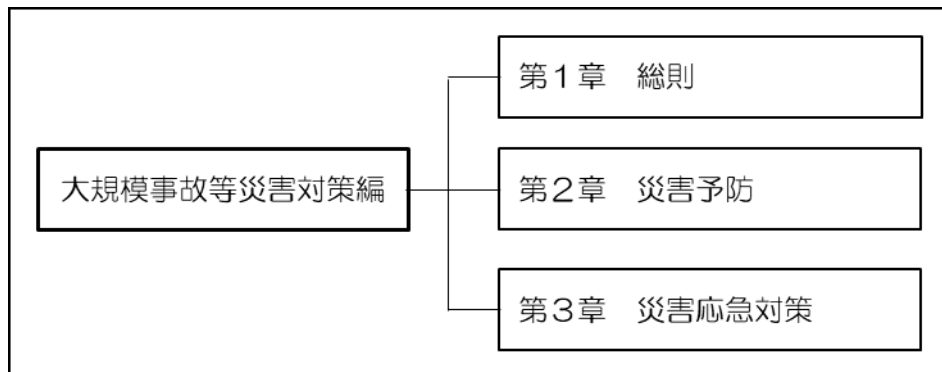 第１章　総則
大規模事故等災害対策編
第２章　災害予防
第３章　災害応急対策